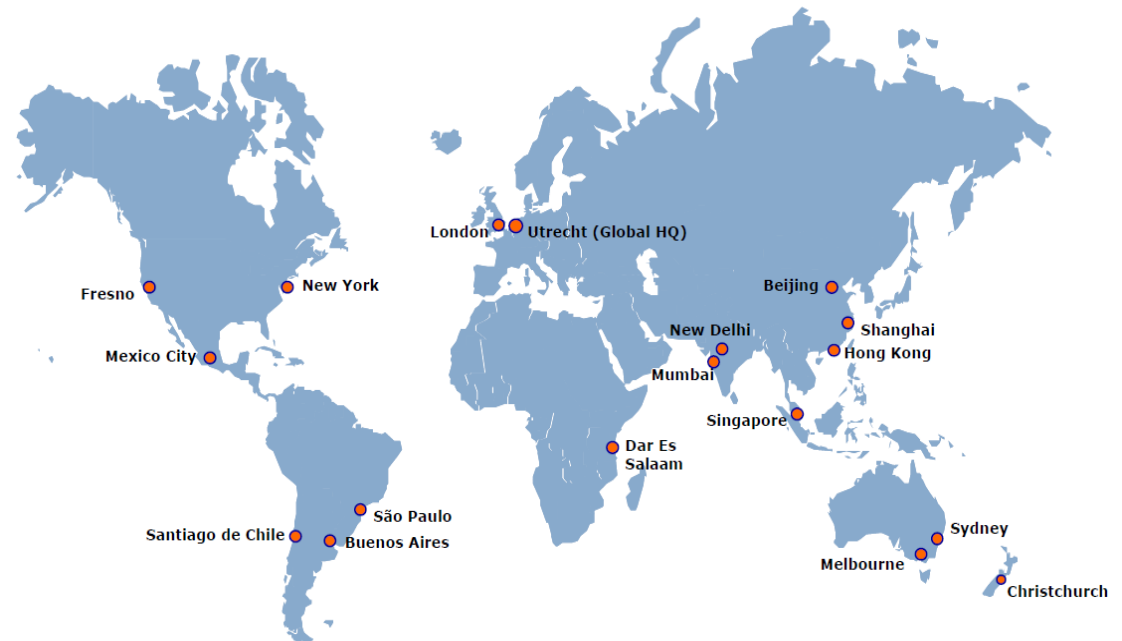 London
Utrecht (Global HQ)
Fresno
New York
Beijing
Shanghai
New Delhi
Hong Kong
Mexico City
Mumbai
Singapore
Dar Es
Salaam
São Paulo
Santiago de Chile
Buenos Aires
Sydney
Melbourne
Christchurch